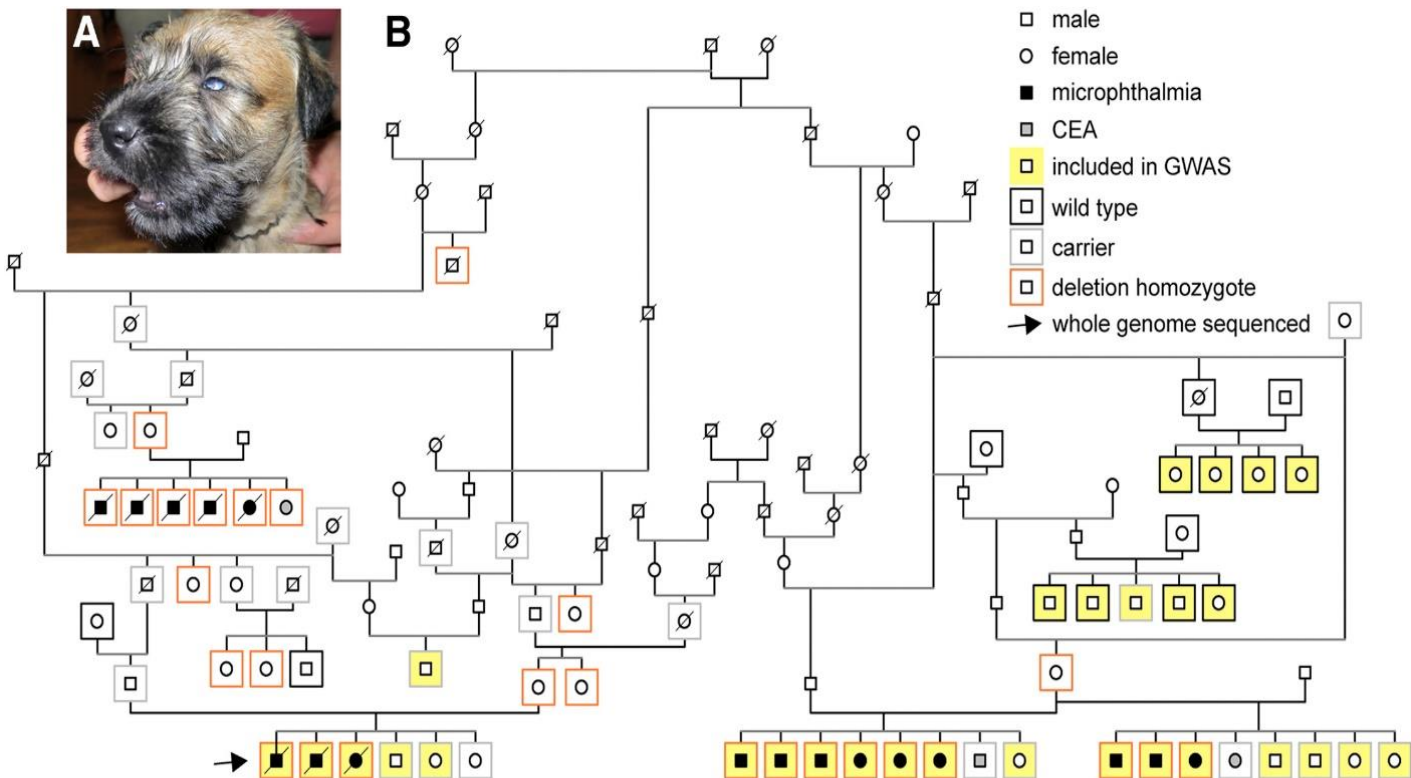 A
B
male
female
microphthalmia
CEA
included in GWAS
wild type
carrier
deletion homozygote
whole genome sequenced